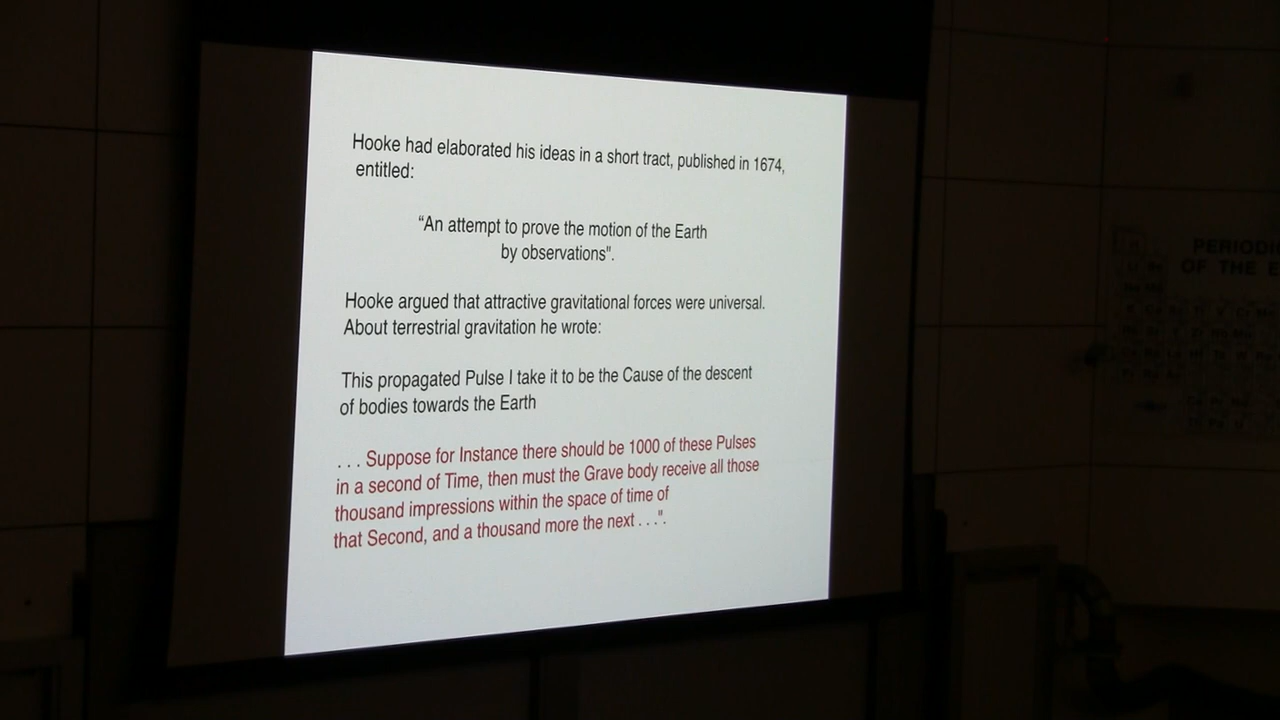 Hooke had elaborated his ideas in a short tract, published in 1674,
entitled:
“An attempt to prove the motion of the Earth
by observations".
Hooke argued that attractive gravitational forces were universal.
About terrestrial gravitation he wrote:
This propagated Pulse I take it to be the Cause of the descent
of bodies towards the Earth
. . . Suppose for Instance there should be 1000 of these Pulses
in a second of Time, then must the Grave body receive all those
thousand impressions within the space of time of
that Second, and a thousand more the next . . .".
PERIODIC
OF THE